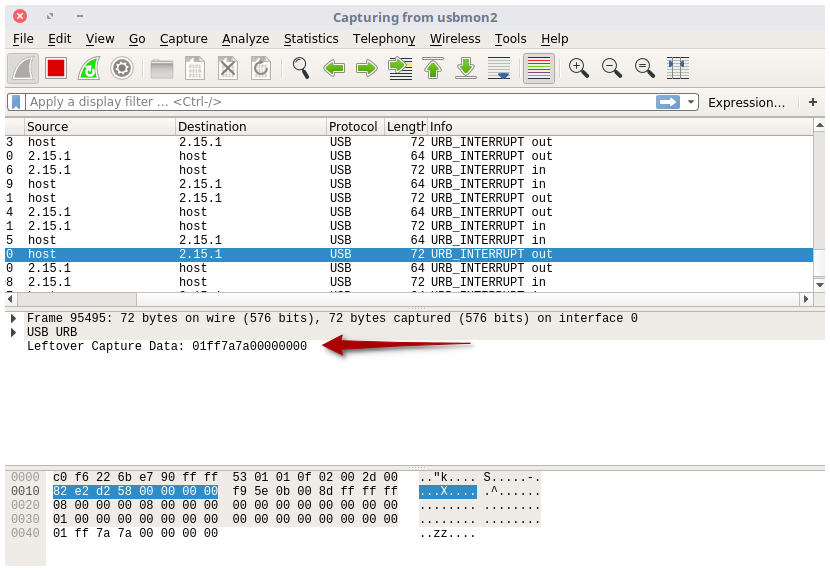 Capturing from usbmon2
File Edit View Go Capture Analyze Statistics Telephony Wireless Tools Help
Apply a display filter … <Ctrl-/> Expression… +
Source Destination Protocol Length Info
3 host 2.15.1 USB 72 URB_INTERRUPT out
0 2.15.1 host USB 64 URB_INTERRUPT out
6 2.15.1 host USB 72 URB_INTERRUPT in
9 host 2.15.1 USB 64 URB_INTERRUPT in
1 host 2.15.1 USB 72 URB_INTERRUPT out
4 2.15.1 host USB 64 URB_INTERRUPT out
1 2.15.1 host USB 72 URB_INTERRUPT in
5 host 2.15.1 USB 64 URB_INTERRUPT in
0 host 2.15.1 USB 72 URB_INTERRUPT out
0 2.15.1 host USB 64 URB_INTERRUPT out
8 2.15.1 host USB 72 URB_INTERRUPT in
Frame 95495: 72 bytes on wire (576 bits), 72 bytes captured (576 bits) on interface 0
USB URB
Leftover Capture Data: 01ff7a7a00000000
0000 c0 f6 22 6b e7 90 ff ff 53 01 01 0f 02 00 2d 00 .."k.... S.....-.
0010 82 e2 d2 58 00 00 00 00 f9 5e 0b 00 8d ff ff ff ...X.... .^......
0020 08 00 00 00 08 00 00 00 00 00 00 00 00 00 00 00 ........ ........
0030 01 00 00 00 00 00 00 00 00 00 00 00 00 00 00 00 ........ ........
0040 01 ff 7a 7a 00 00 00 00 ..zz....